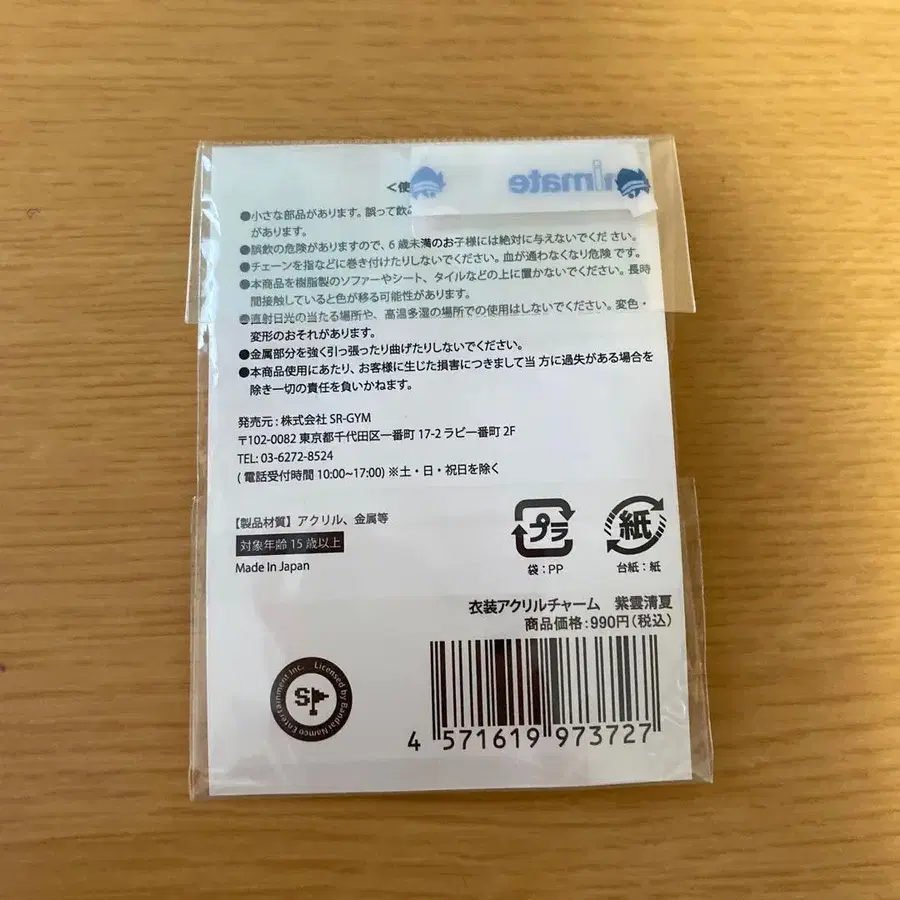 animate
<使
●小さな部品があります。誤って飲み
があります。
●誤飲の危険がありますので、6歳未満のお子様には絶対に与えないでください。
●チェーンを指などに巻き付けたりしないでください。血が通わなくなり危険です。
●本商品を樹脂製のソファーやシート、タイルなどの上に置かないでください。長時
間接触していると色が移る可能性があります。
●直射日光の当たる場所や、高温多湿の場所での使用はしないでください。変色・
変形のおそれがあります。
●金属部分を強く引っ張ったり曲げたりしないでください。
●本商品使用にあたり、お客様に生じた損害につきまして当方に過失がある場合を
除き一切の責任を負いかねます。
発売元:株式会社 SR-GYM
〒102-0082 東京都千代田区一番町 17-2 ラビー番町 2F
TEL: 03-6272-8524
(電話受付時間 10:00~17:00) ※土・日・祝日を除く
【製品材質】アクリル、金属等
対象年齢 15 歳以上
Made In Japan
プラ
袋:PP
紙
台紙:紙
衣装アクリルチャーム 紫雲清夏
商品価格:990円(税込)
Licensed by Bandai Namco Entertainment Inc.
SP
4 571619 973727